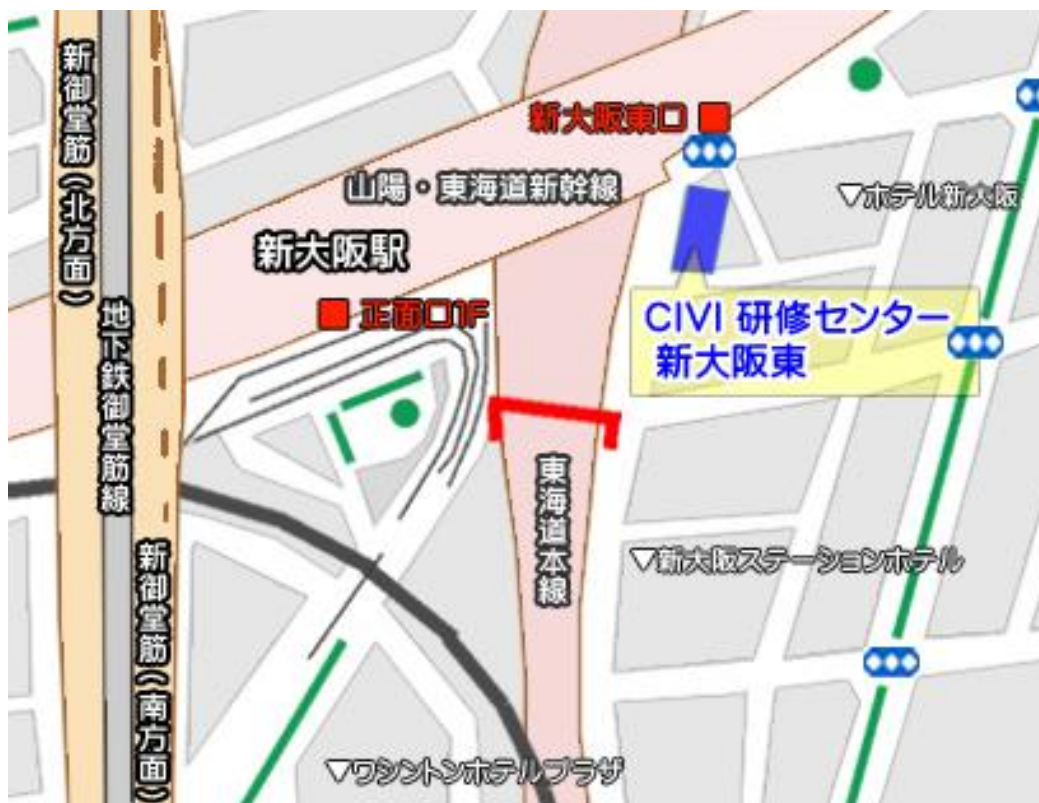 新御堂筋(北方面)
新大阪東口
山陽・東海道新幹線
▽ホテル新大阪
新大阪駅
正面口1F
地下鉄御堂筋線
CIVI 研修センター
新大阪東
東海道本線
▽新大阪ステーションホテル
新御堂筋(南方面)
▽ワシントンホテルプラザ